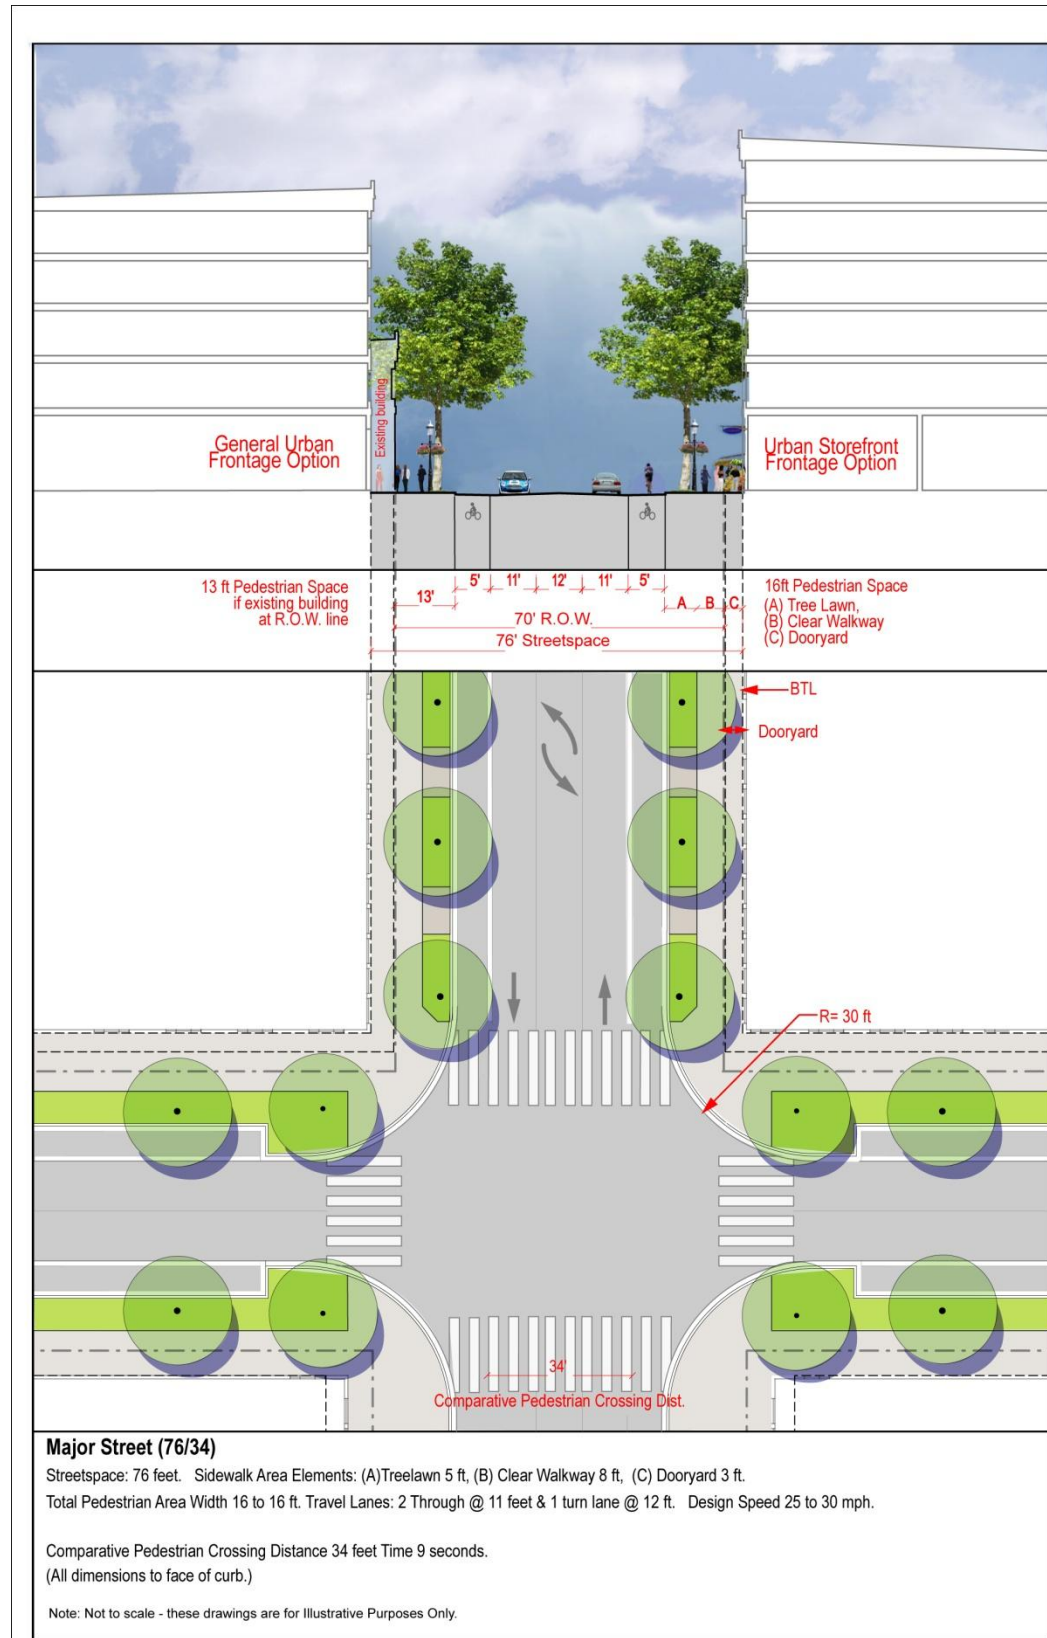 Existing building
General Urban
Frontage Option
Urban Storefront
Frontage Option
13 ft Pedestrian Space
if existing building
at R.O.W. line
13'
5'
11'
12'
11'
5'
A
B
C
70' R.O.W.
76' Streetspace
16ft Pedestrian Space
(A) Tree Lawn,
(B) Clear Walkway
(C) Dooryard
BTL
Dooryard
R= 30 ft
34'
Comparative Pedestrian Crossing Dist.
Major Street (76/34)
Streetspace: 76 feet. Sidewalk Area Elements: (A)Treelawn 5 ft, (B) Clear Walkway 8 ft, (C) Dooryard 3 ft.
Total Pedestrian Area Width 16 to 16 ft. Travel Lanes: 2 Through @ 11 feet & 1 turn lane @ 12 ft. Design Speed 25 to 30 mph.
Comparative Pedestrian Crossing Distance 34 feet Time 9 seconds.
(All dimensions to face of curb.)
Note: Not to scale - these drawings are for Illustrative Purposes Only.